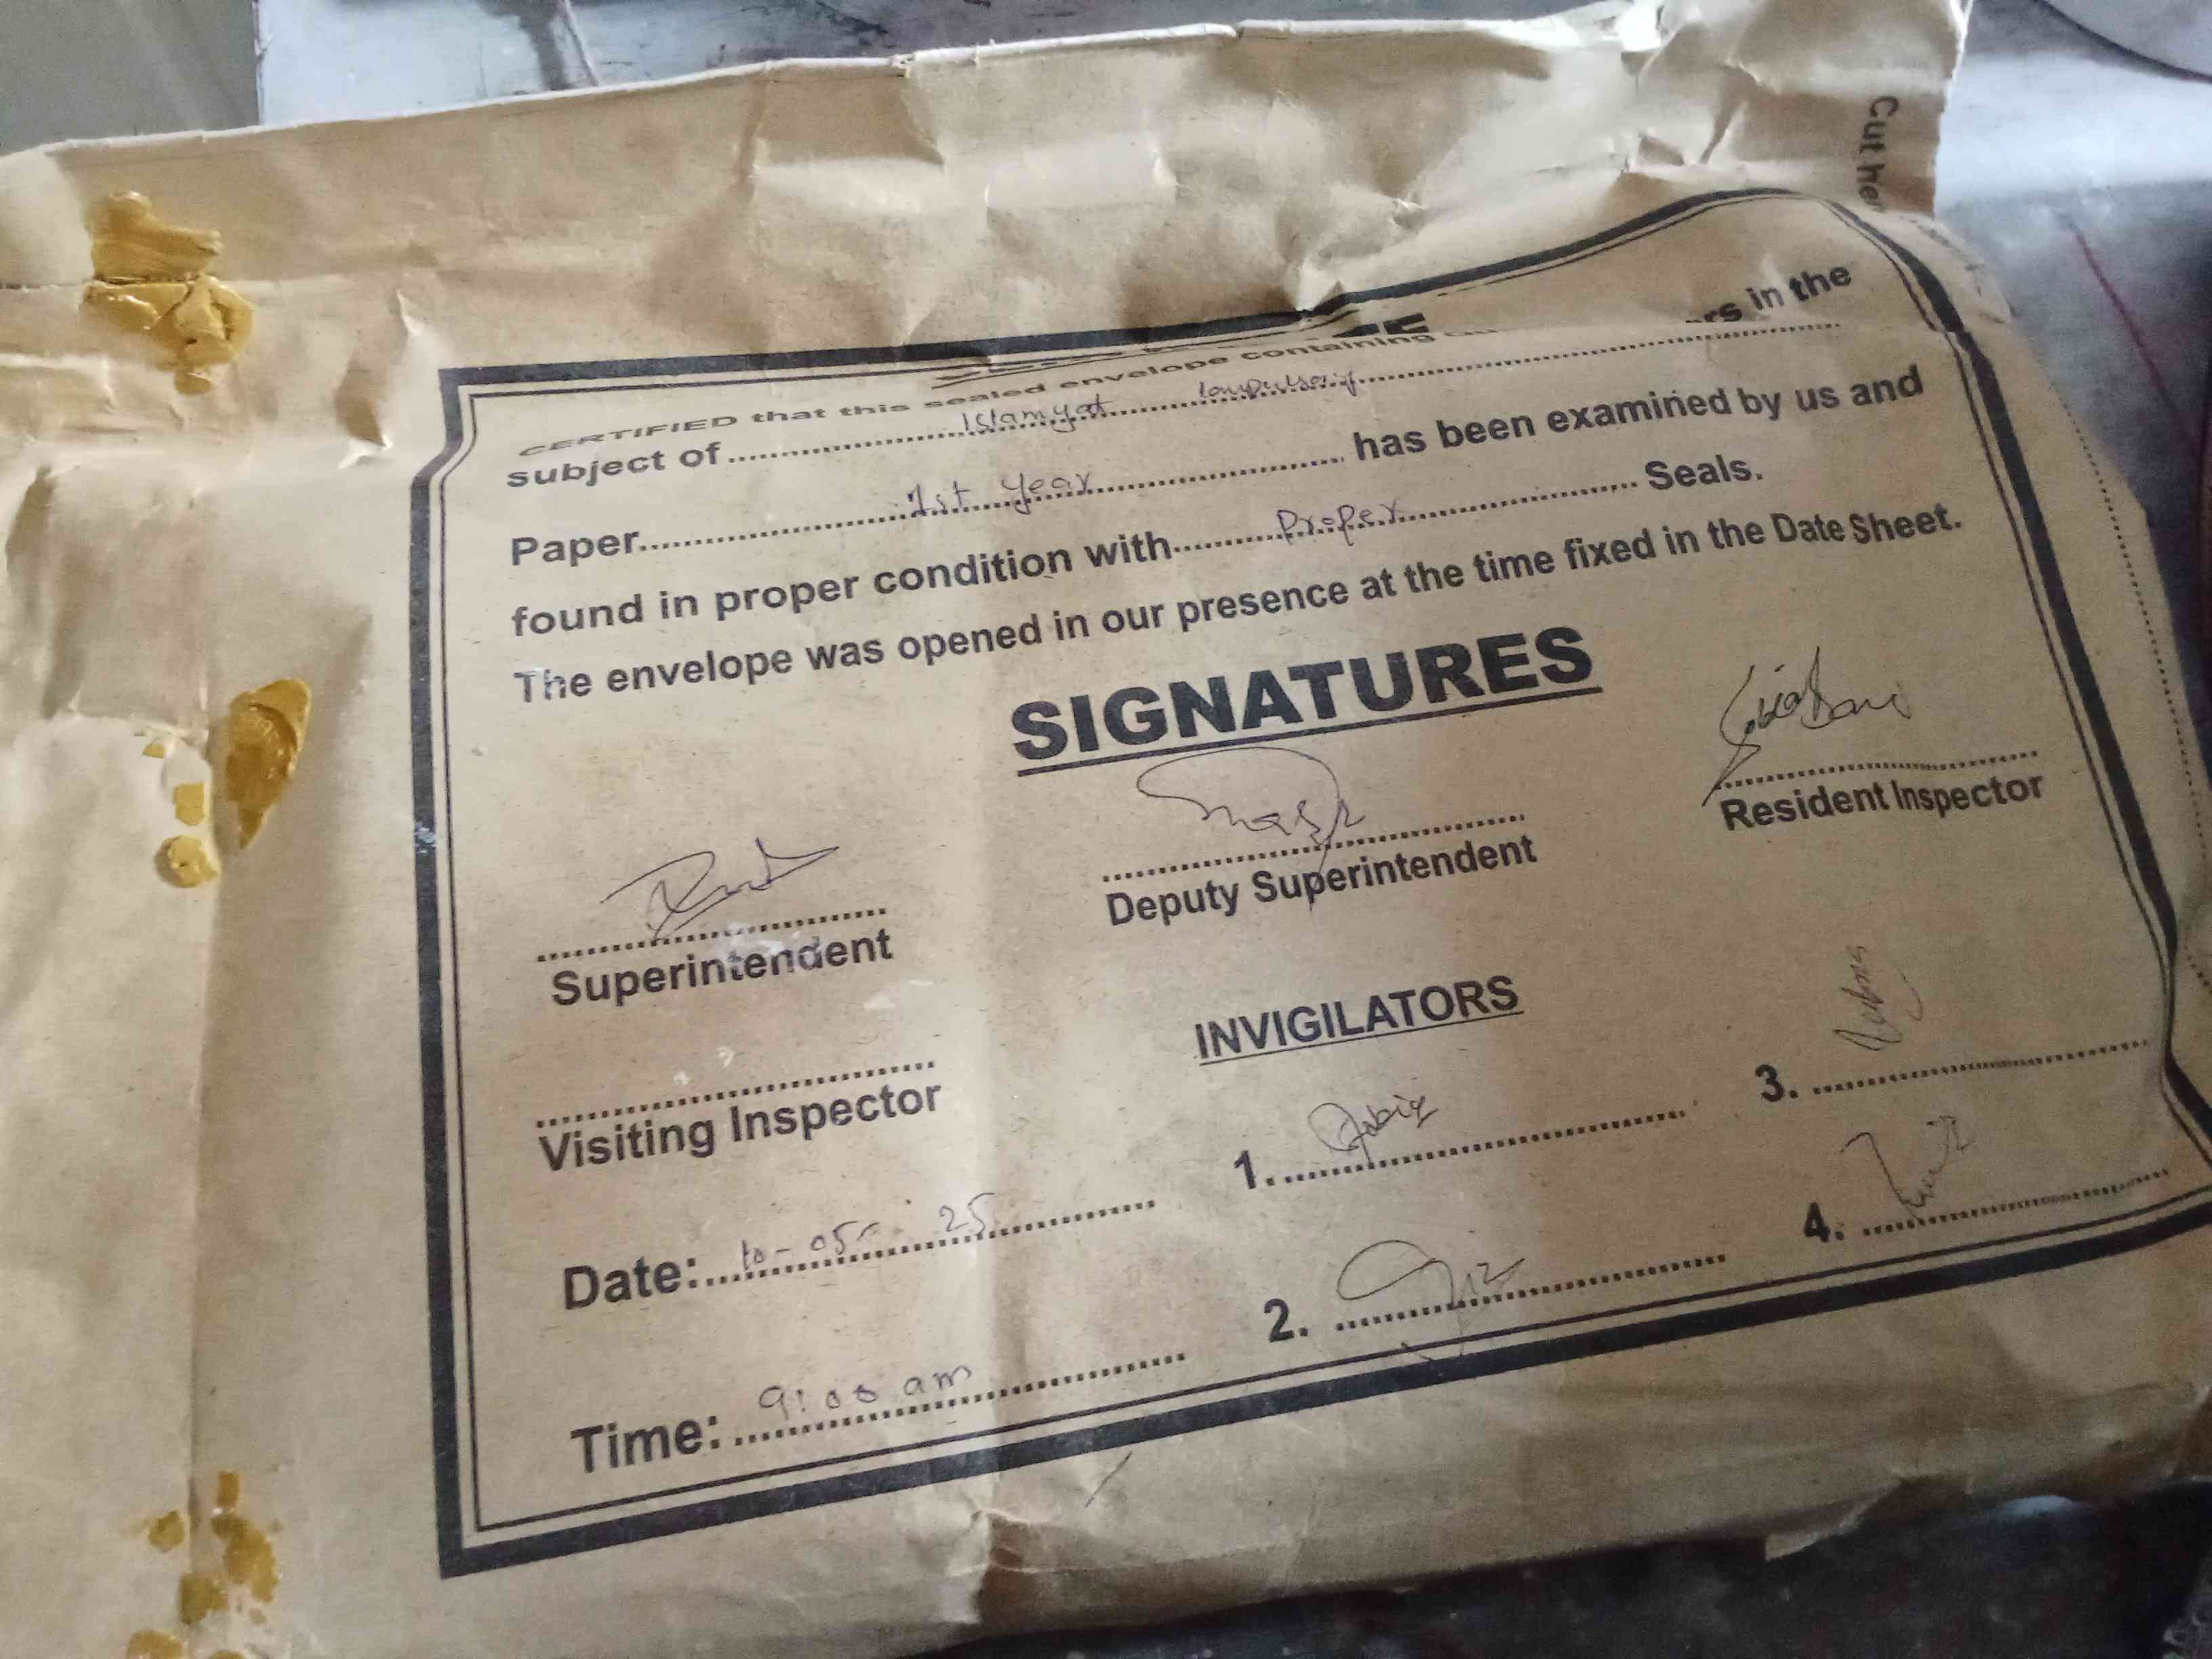 Cut her
CERTIFIED that this sealed envelope containing rs in the
subject of Islamyat Compulsory
Paper 1st year has been examined by us and
found in proper condition with Proper Seals.
The envelope was opened in our presence at the time fixed in the Date Sheet.
SIGNATURES
Superintendent
Deputy Superintendent
Resident Inspector
Visiting Inspector
INVIGILATORS
1.
3.
Date: 10-05-25
2.
4.
Time: 9:00 am